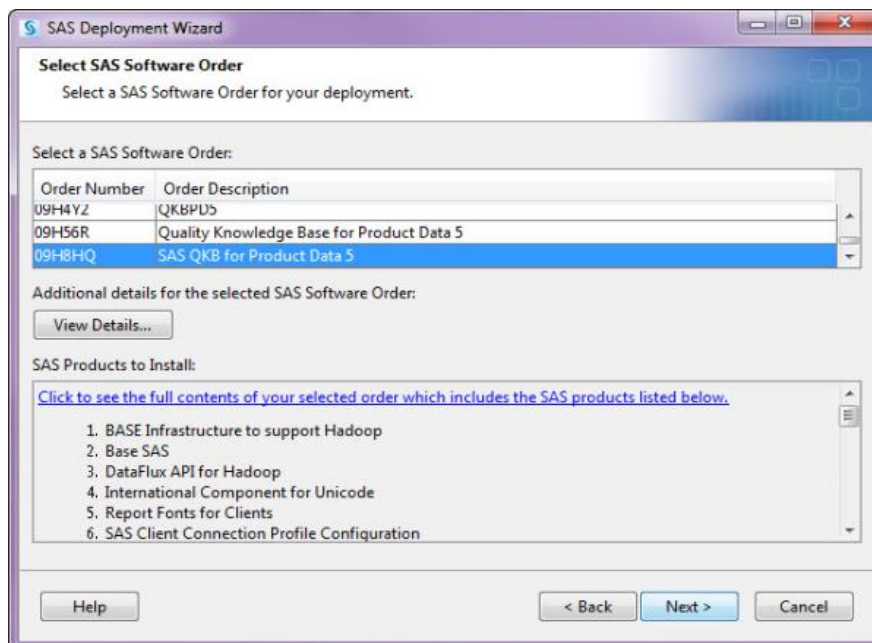 SAS Deployment Wizard
Select SAS Software Order
Select a SAS Software Order for your deployment.
Select a SAS Software Order:
Order Number Order Description
09H4Y2 QKBPD5
09H56R Quality Knowledge Base for Product Data 5
09H8HQ SAS QKB for Product Data 5
Additional details for the selected SAS Software Order:
View Details...
SAS Products to Install:
Click to see the full contents of your selected order which includes the SAS products listed below.
1. BASE Infrastructure to support Hadoop
2. Base SAS
3. DataFlux API for Hadoop
4. International Component for Unicode
5. Report Fonts for Clients
6. SAS Client Connection Profile Configuration
Help < Back Next > Cancel